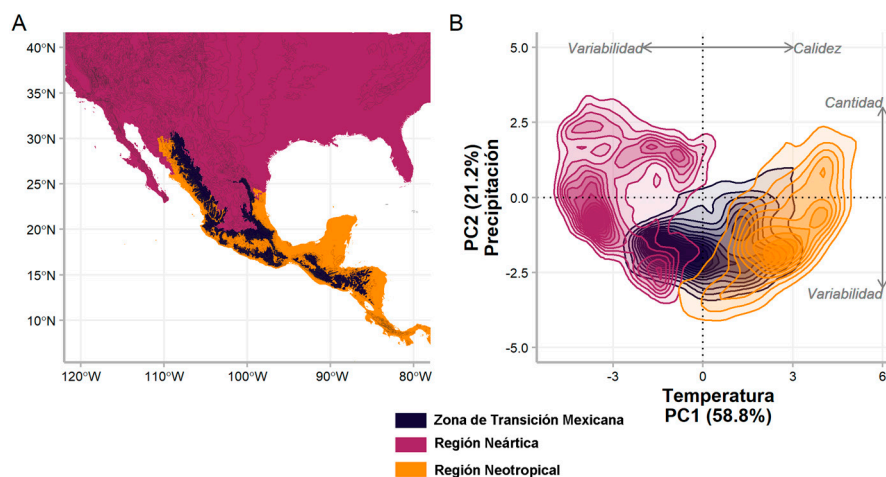 A
40°N
35°N
30°N
25°N
20°N
15°N
10°N
120°W
110°W
100°W
90°W
80°W
B
Variabilidad
Calidez
Cantidad
Variabilidad
5.0
2.5
0.0
-2.5
-5.0
PC2 (21.2%)
Precipitación
-3
0
3
6
Temperatura
PC1 (58.8%)
Zona de Transición Mexicana
Región Neártica
Región Neotropical